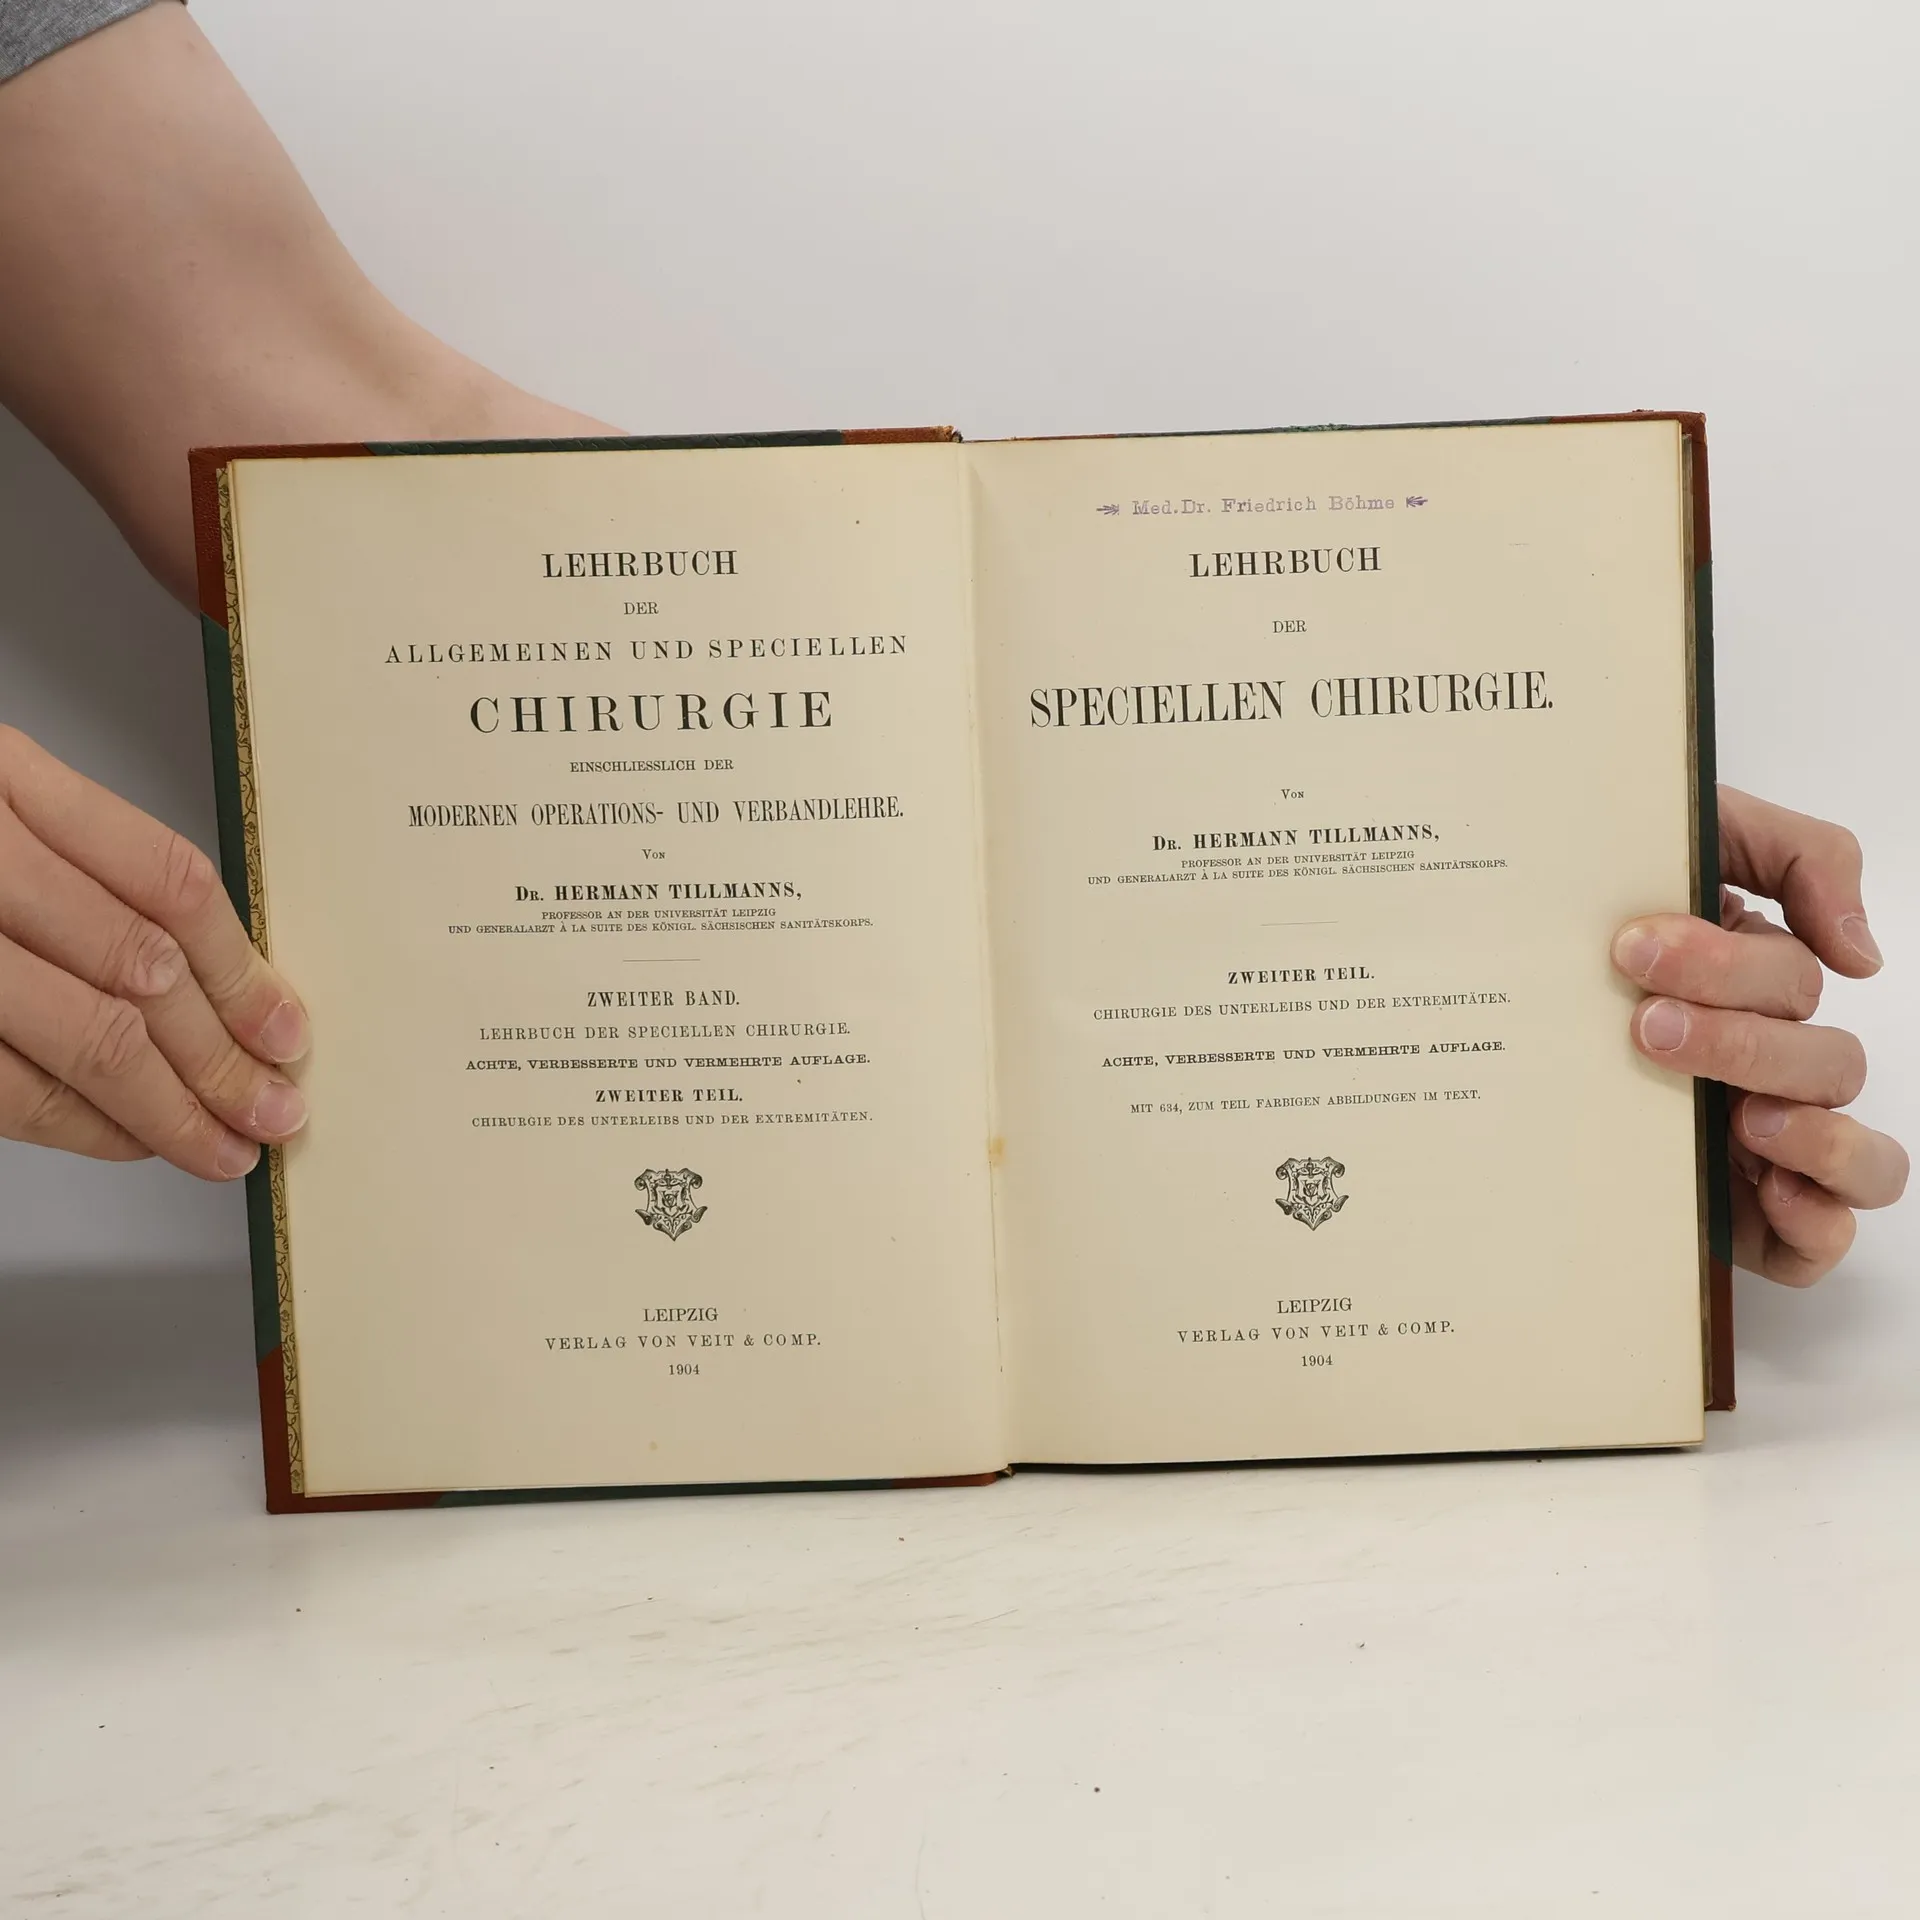 LEHRBUCH
DER
ALLGEMEINEN UND SPECIELLEN
CHIRURGIE
EINSCHLIESSLICH DER
MODERNEN OPERATIONS- UND VERBANDLEHRE.
VON
DR. HERMANN TILLMANNS,
PROFESSOR AN DER UNIVERSITÄT LEIPZIG
UND GENERALARZT À LA SUITE DES KÖNIGL. SÄCHSISCHEN SANITÄTSKORPS.
ZWEITER BAND.
LEHRBUCH DER SPECIELLEN CHIRURGIE.
ACHTE, VERBESSERTE UND VERMEHRTE AUFLAGE.
ZWEITER TEIL.
CHIRURGIE DES UNTERLEIBS UND DER EXTREMITÄTEN.
LEIPZIG
VERLAG VON VEIT & COMP.
1904
Med.Dr. Friedrich Böhme
LEHRBUCH
DER
SPECIELLEN CHIRURGIE.
VON
DR. HERMANN TILLMANNS,
PROFESSOR AN DER UNIVERSITÄT LEIPZIG
UND GENERALARZT À LA SUITE DES KÖNIGL. SÄCHSISCHEN SANITÄTSKORPS.
ZWEITER TEIL.
CHIRURGIE DES UNTERLEIBS UND DER EXTREMITÄTEN.
ACHTE, VERBESSERTE UND VERMEHRTE AUFLAGE.
MIT 634, ZUM TEIL FARBIGEN ABBILDUNGEN IM TEXT.
LEIPZIG
VERLAG VON VEIT & COMP.
1904